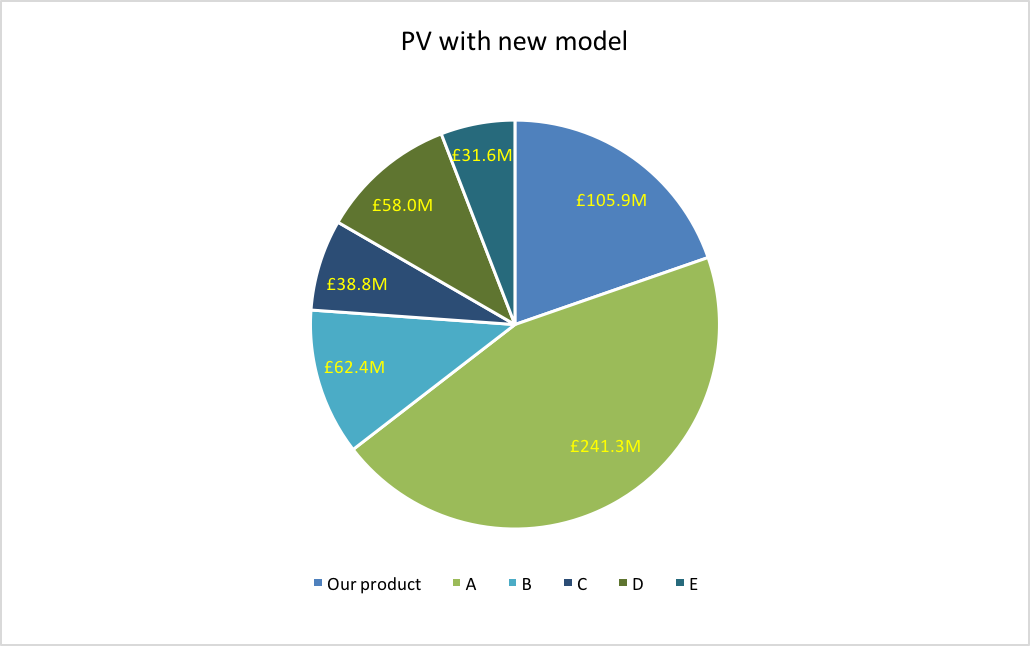 PV with new model
£31.6M
£105.9M
£58.0M
£38.8M
£62.4M
£241.3M
Our product A B C D E